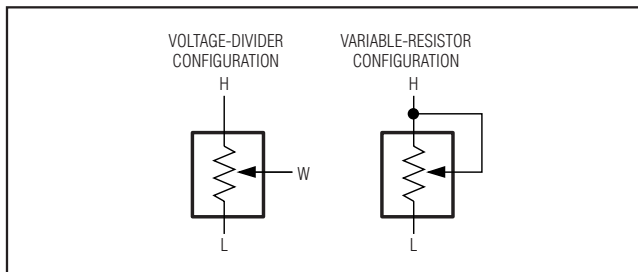 VOLTAGE-DIVIDER
CONFIGURATION
H
W
L
VARIABLE-RESISTOR
CONFIGURATION
H
L